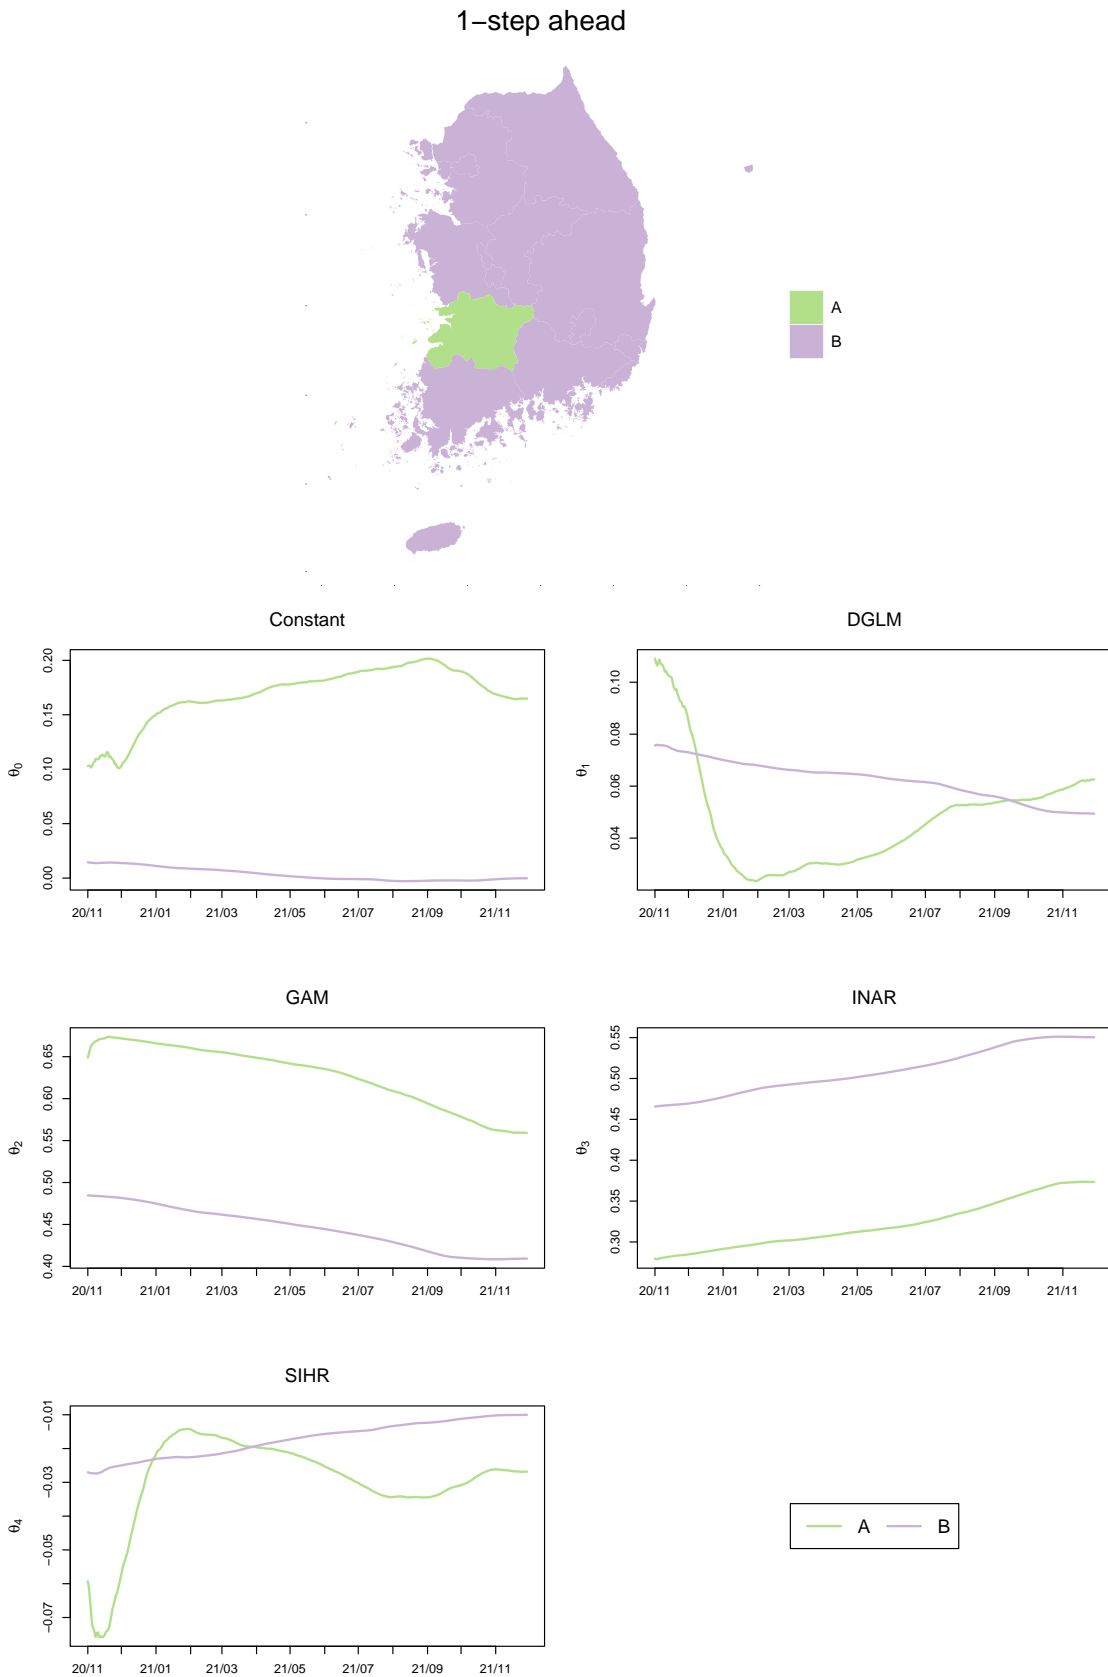 1−step ahead
A
B
Constant
θ0
0.00 0.05 0.10 0.15 0.20
20/11 21/01 21/03 21/05 21/07 21/09 21/11
DGLM
θ1
0.04 0.06 0.08 0.10
20/11 21/01 21/03 21/05 21/07 21/09 21/11
GAM
θ2
0.40 0.45 0.50 0.55 0.60 0.65
20/11 21/01 21/03 21/05 21/07 21/09 21/11
INAR
θ3
0.30 0.35 0.40 0.45 0.50 0.55
20/11 21/01 21/03 21/05 21/07 21/09 21/11
SIHR
θ4
−0.07 −0.05 −0.03 −0.01
20/11 21/01 21/03 21/05 21/07 21/09 21/11
A B